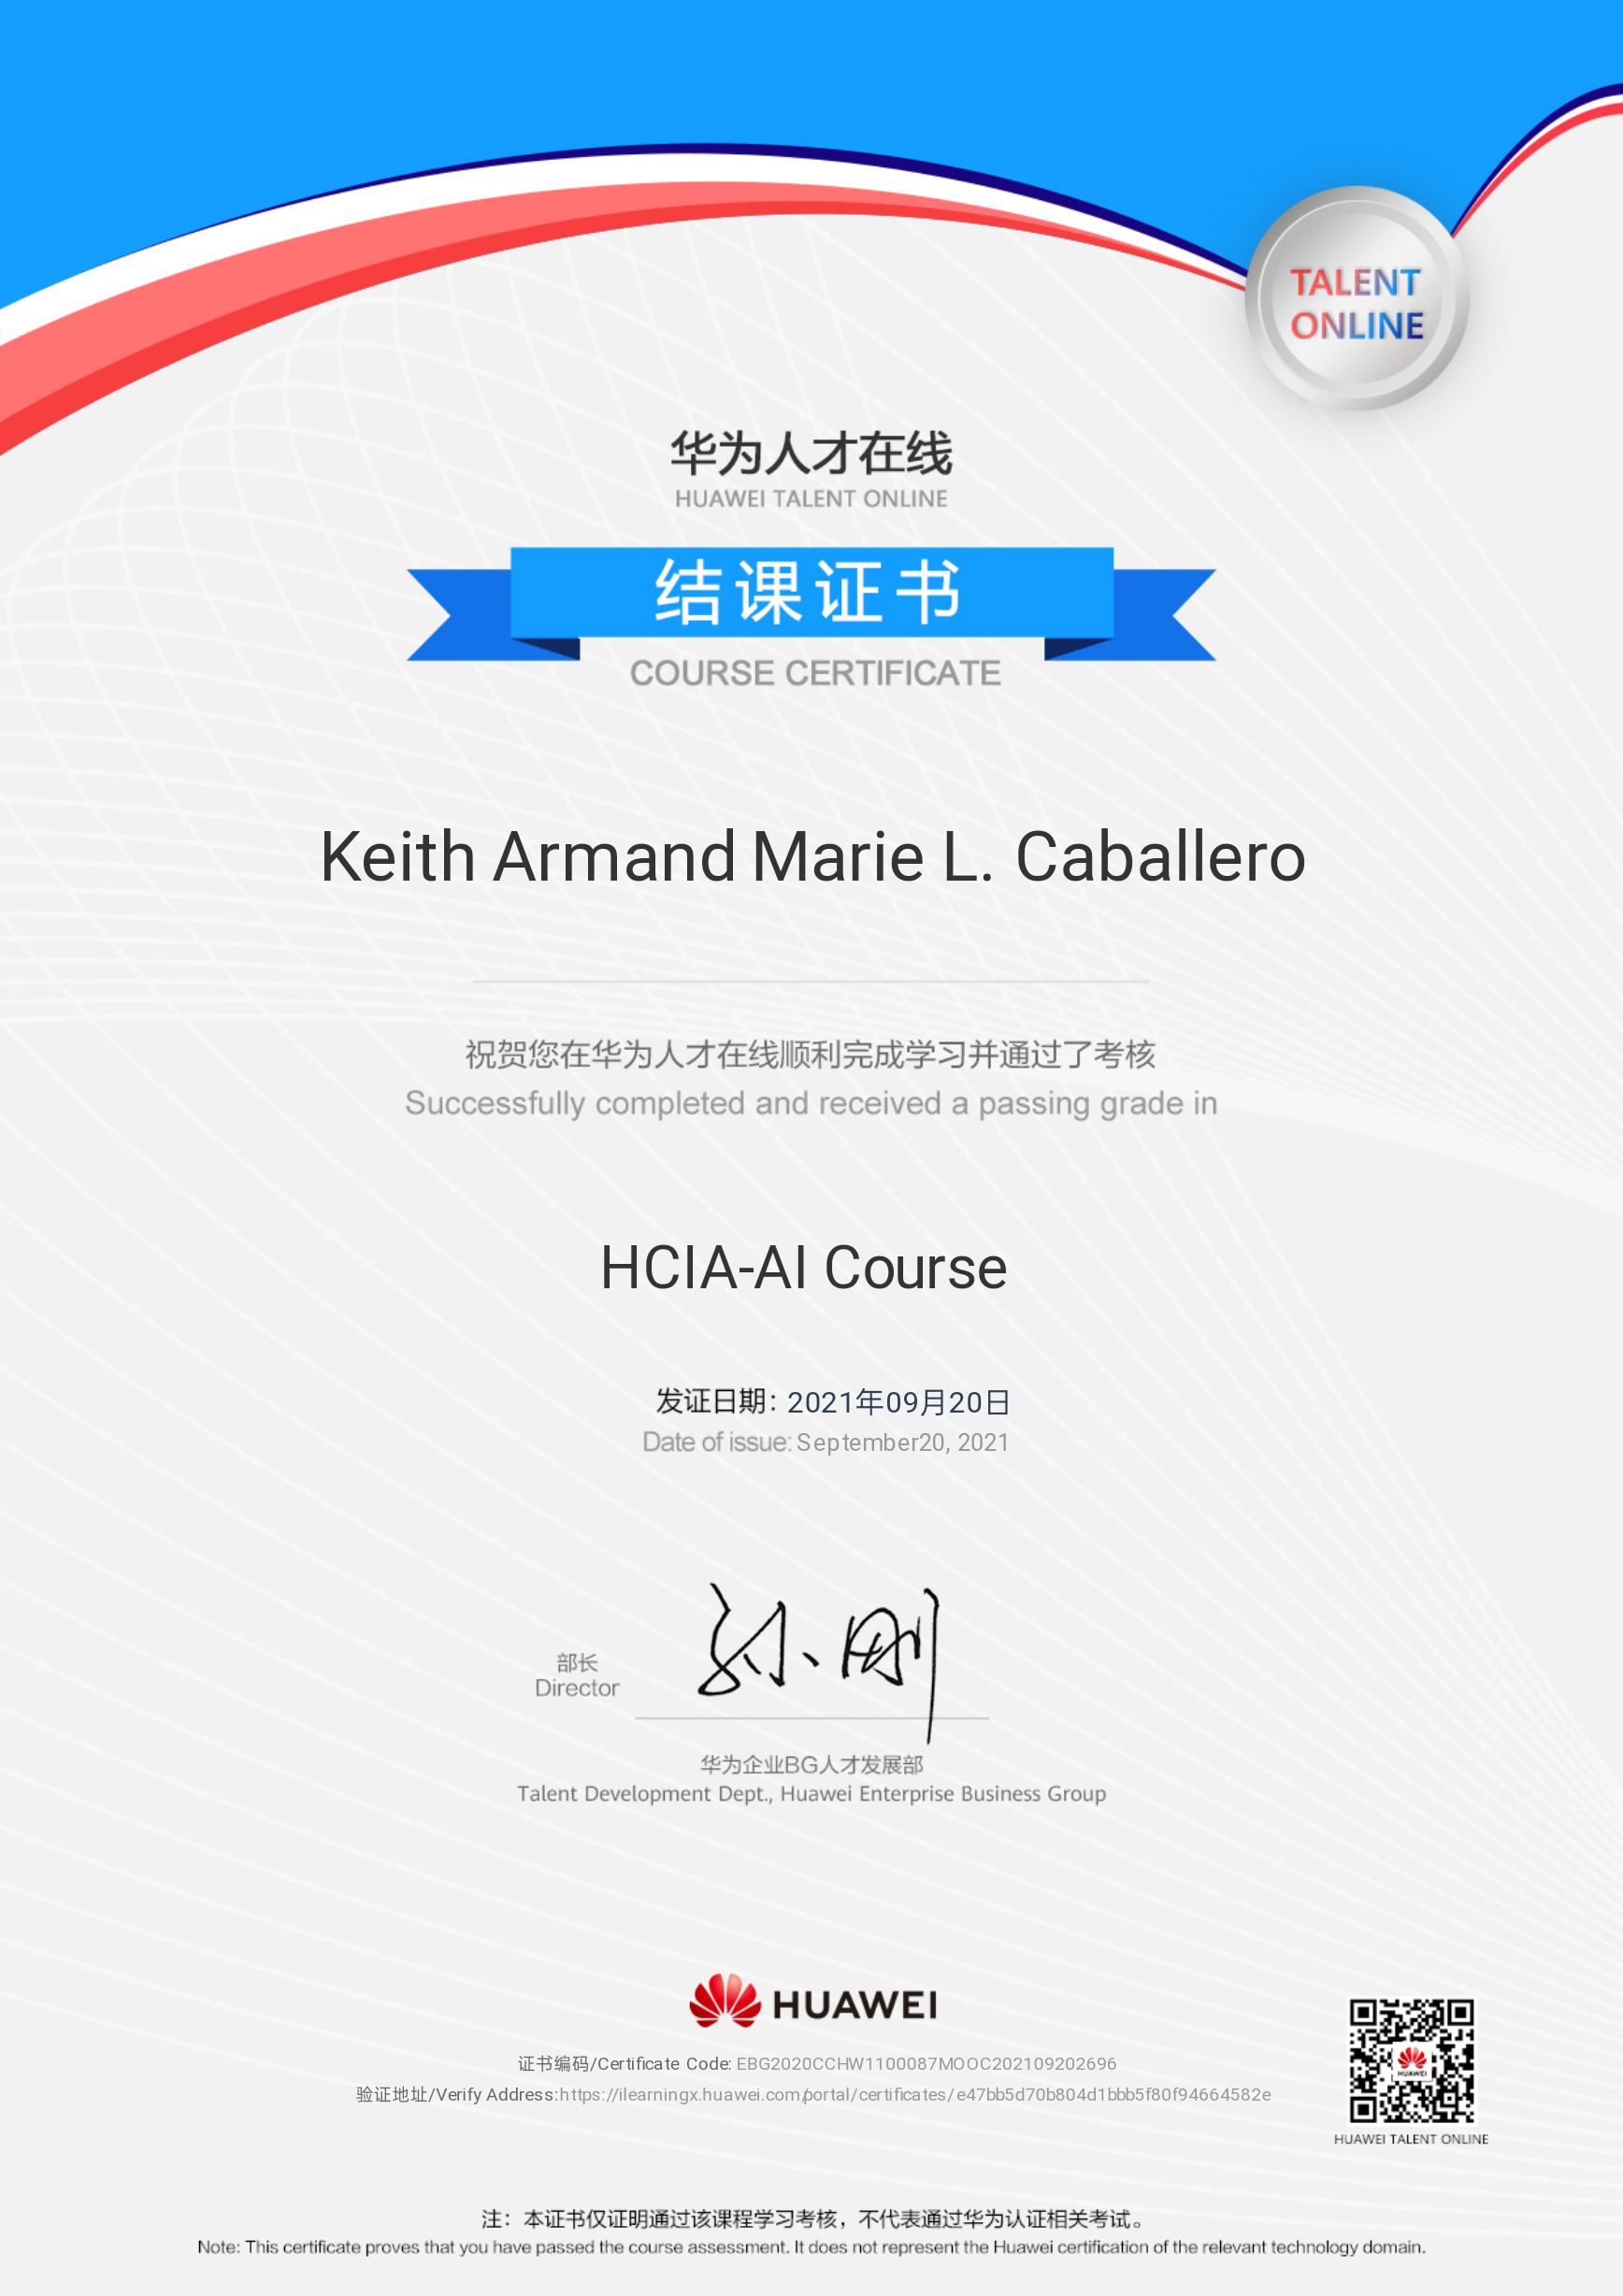 TALENT
ONLINE
华为人才在线
HUAWEI TALENT ONLINE
结课证书
COURSE CERTIFICATE
Keith Armand Marie L. Caballero
祝贺您在华为人才在线顺利完成学习并通过了考核
Successfully completed and received a passing grade in
HCIA-AI Course
发证日期：2021年09月20日
Date of issue: September20, 2021
孙刚
部长
Director
华为企业BG人才发展部
Talent Development Dept., Huawei Enterprise Business Group
HUAWEI
证书编码/Certificate Code: EBG2020CCHW1100087MOOC202109202696
验证地址/Verify Address:https://ilearningx.huawei.com/portal/certificates/e47bb5d70b804d1bbb5f80f94664582e
HUAWEI
HUAWEI TALENT ONLINE
注：本证书仅证明通过该课程学习考核，不代表通过华为认证相关考试。
Note: This certificate proves that you have passed the course assessment. It does not represent the Huawei certification of the relevant technology domain.